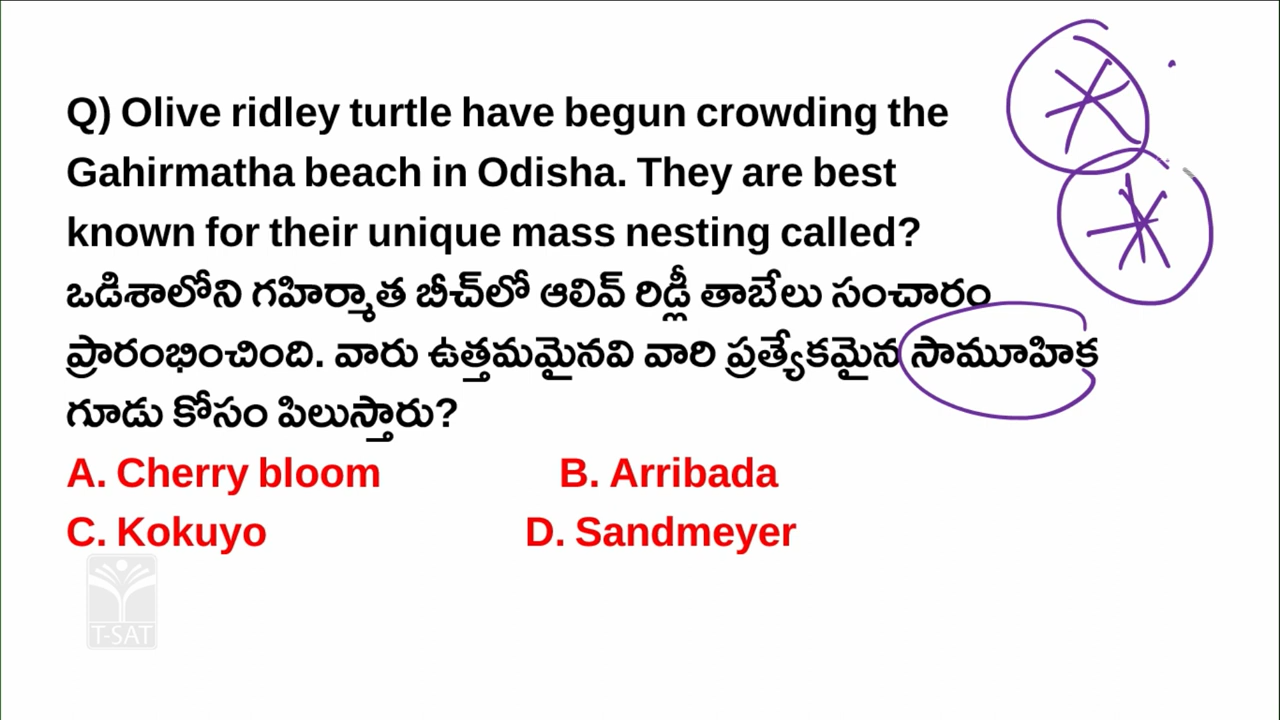 Q) Olive ridley turtle have begun crowding the
Gahirmatha beach in Odisha. They are best
known for their unique mass nesting called?
ఒడిశాలోని గహిర్మాత బీచ్‌లో ఆలివ్ రిడ్లీ తాబేలు సంచారం
ప్రారంభించింది. వారు ఉత్తమమైనవి వారి ప్రత్యేకమైన సామూహిక
గూడు కోసం పిలుస్తారు?
A. Cherry bloom B. Arribada
C. Kokuyo D. Sandmeyer
T-SAT